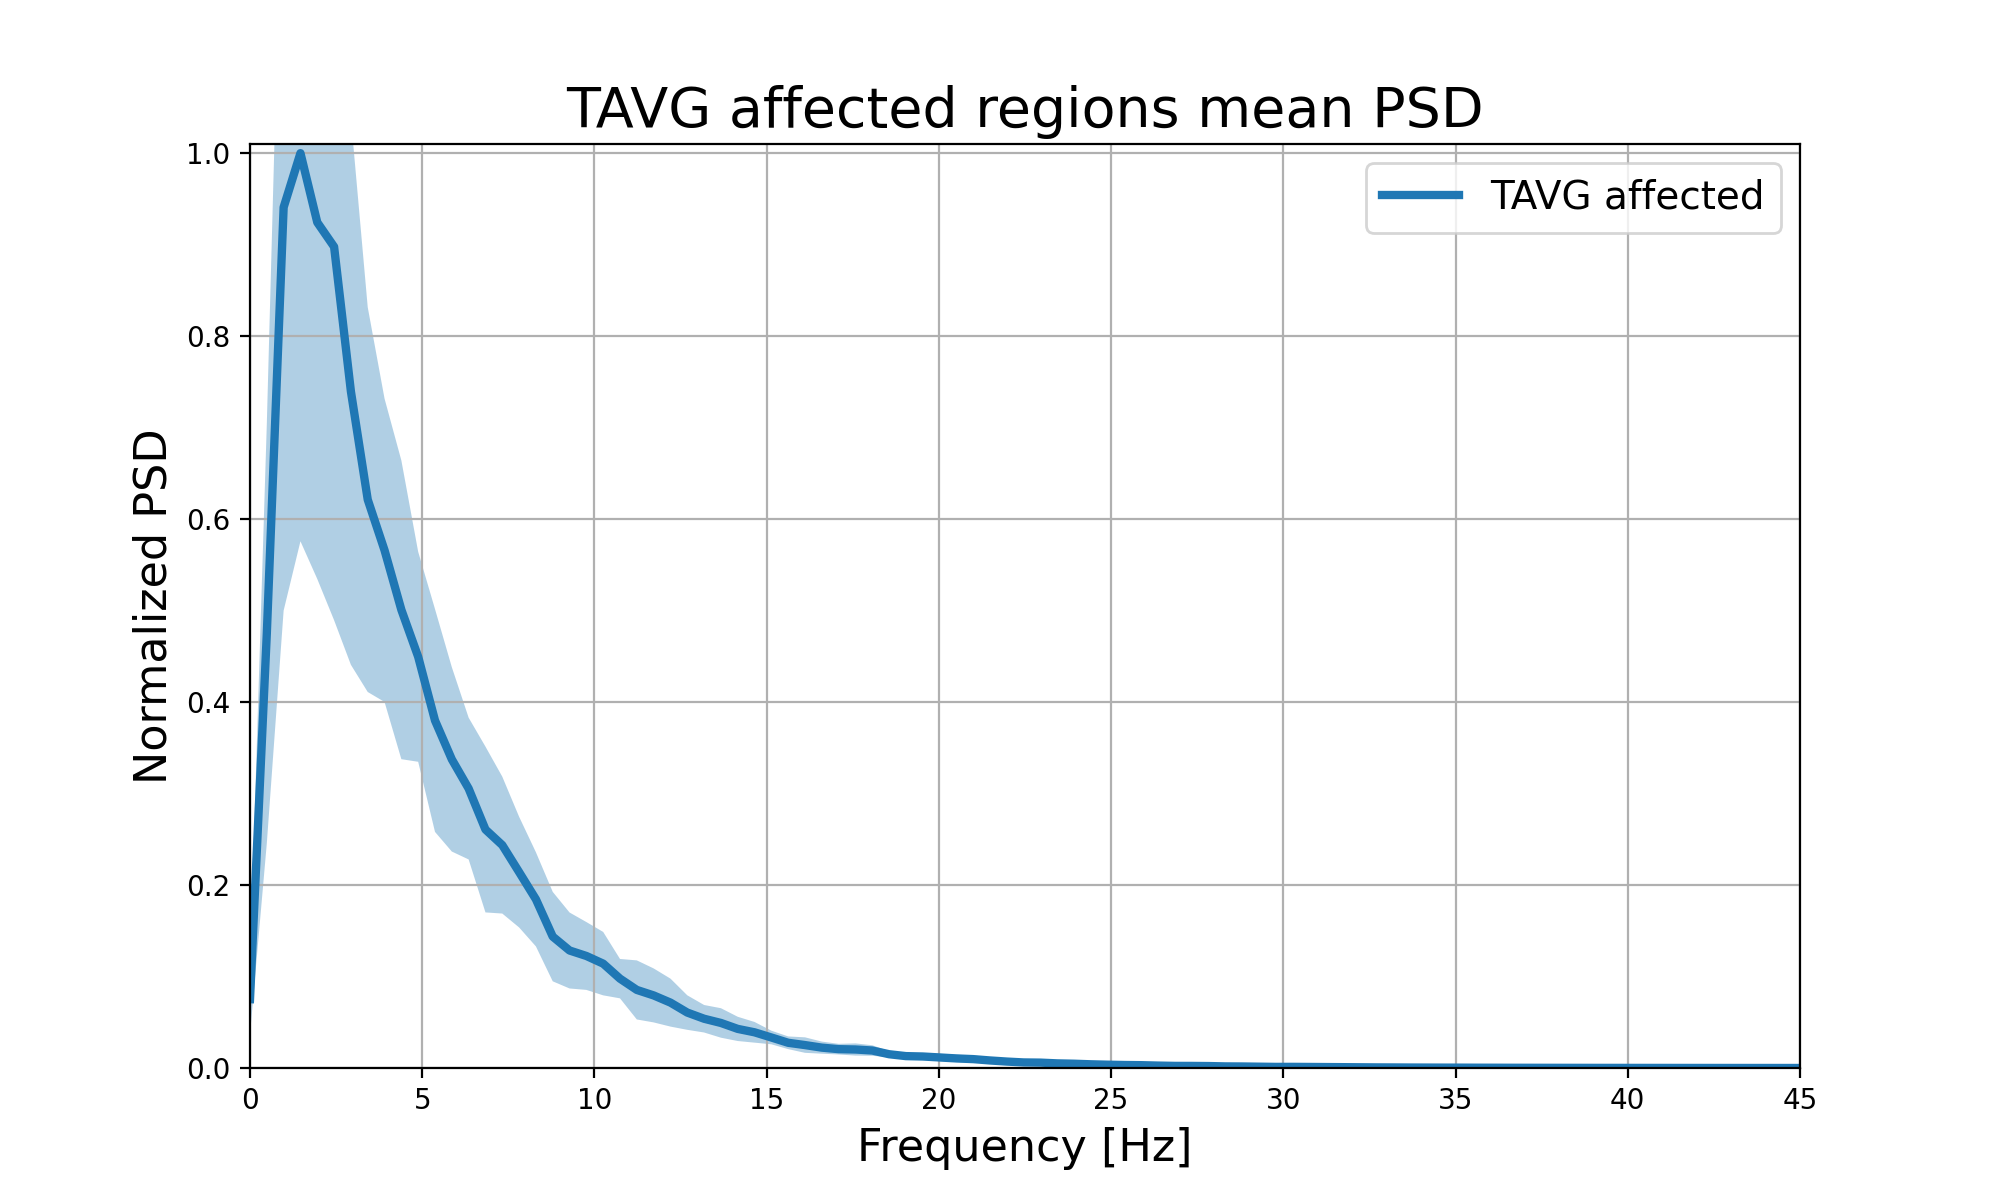 TAVG affected regions mean PSD
TAVG affected
Normalized PSD
1.0
0.8
0.6
0.4
0.2
0.0
0 5 10 15 20 25 30 35 40 45
Frequency [Hz]